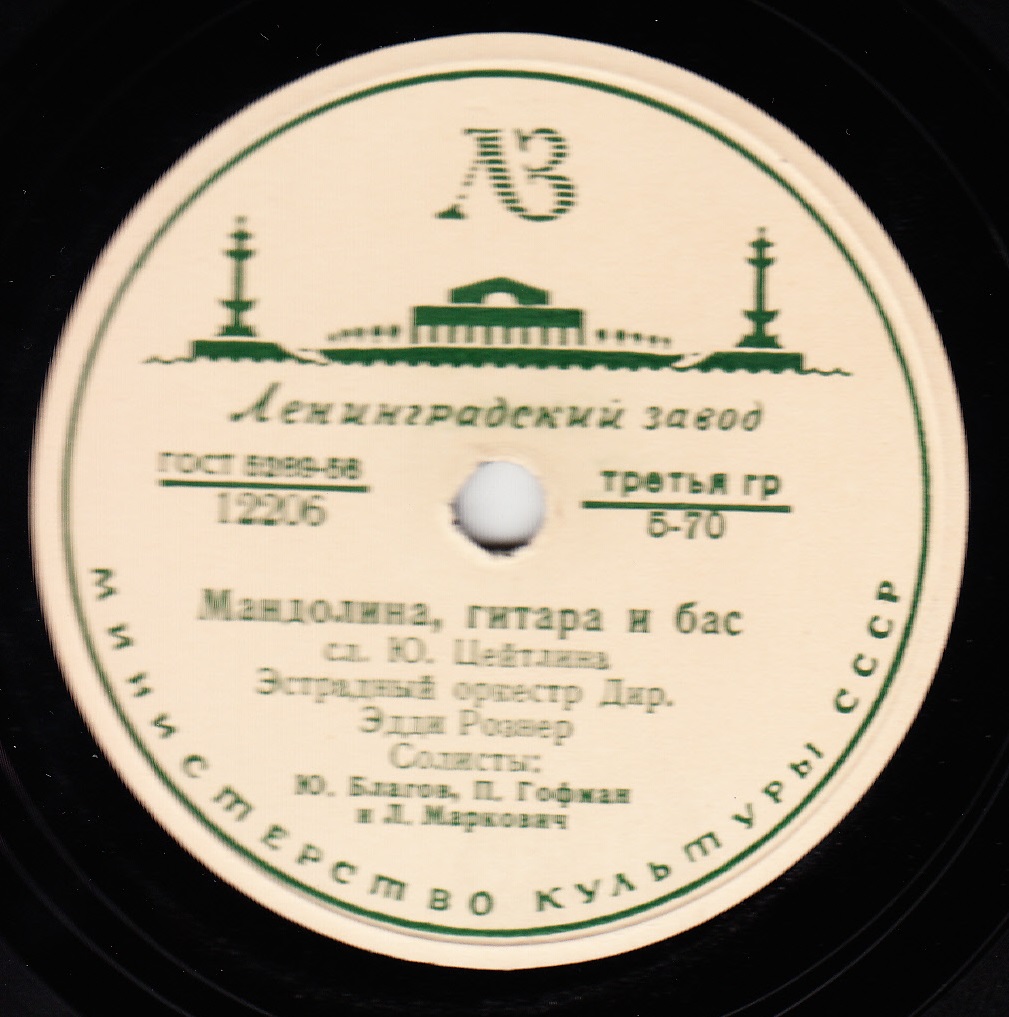 ЛЗ
Ленинградский завод
ГОСТ 5289-56
12206
третья гр
5-70
Мандолина, гитара и бас
сл. Ю. Цейтлина
Эстрадный оркестр Дир.
Эдди Рознер
Солисты:
Ю. Благов, П. Гофман
и Л. Маркович
МИНИСТЕРСТВО КУЛЬТУРЫ СССР